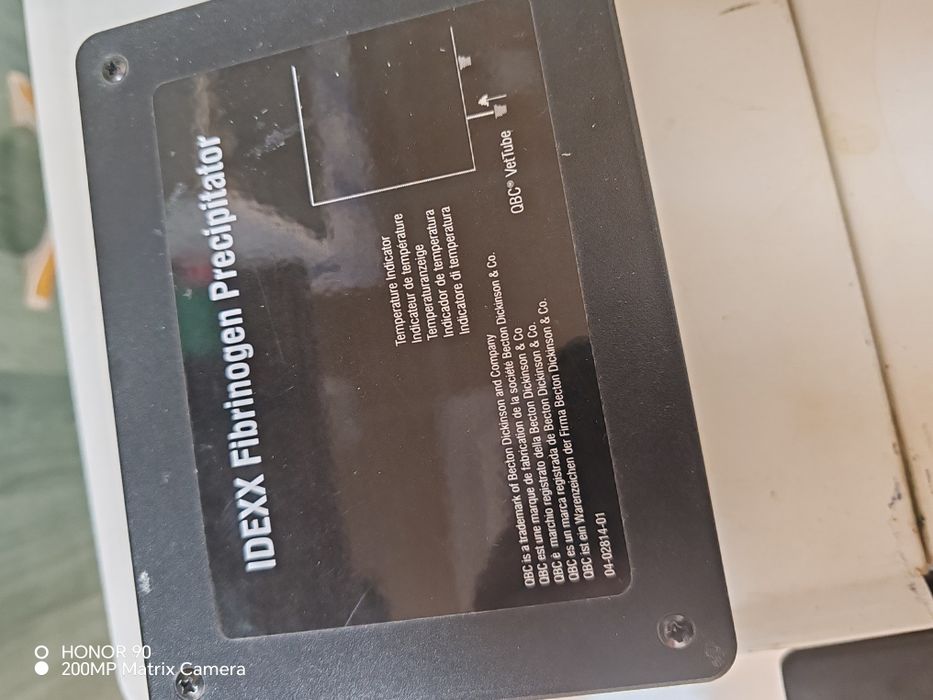 IDEXX Fibrinogen Precipitator
Temperature Indicator
Indicateur de température
Temperaturanzeige
Indicador de temperatura
Indicatore di temperatura
QBC® VetTube
QBC is a trademark of Becton Dickinson and Company
QBC est une marque de fabrication de la société Becton Dickinson & Co.
QBC è marchio registrato della Becton Dickinson & Co
QBC es un marca registrada de Becton Dickinson & Co.
QBC ist ein Warenzeichen der Firma Becton Dickinson & Co.
04-02814-01
HONOR 90
200MP Matrix Camera